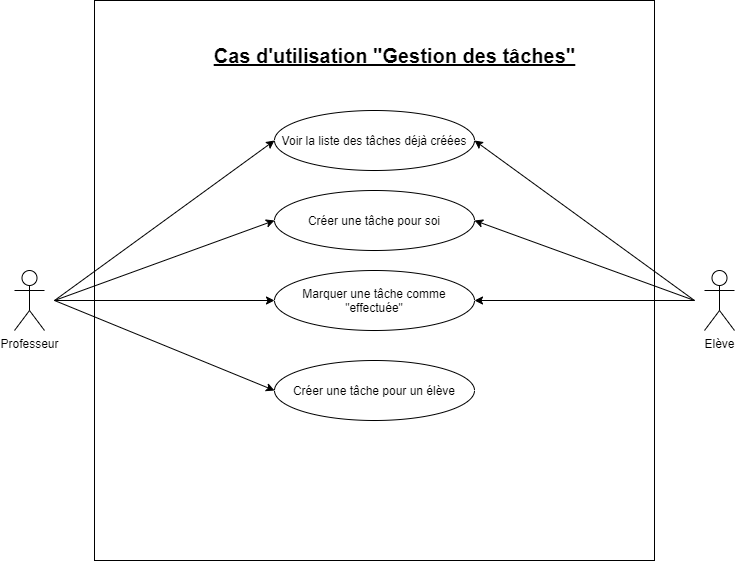 Cas d'utilisation "Gestion des tâches"
Voir la liste des tâches déjà créées
Créer une tâche pour soi
Marquer une tâche comme
"effectuée"
Professeur
Elève
Créer une tâche pour un élève